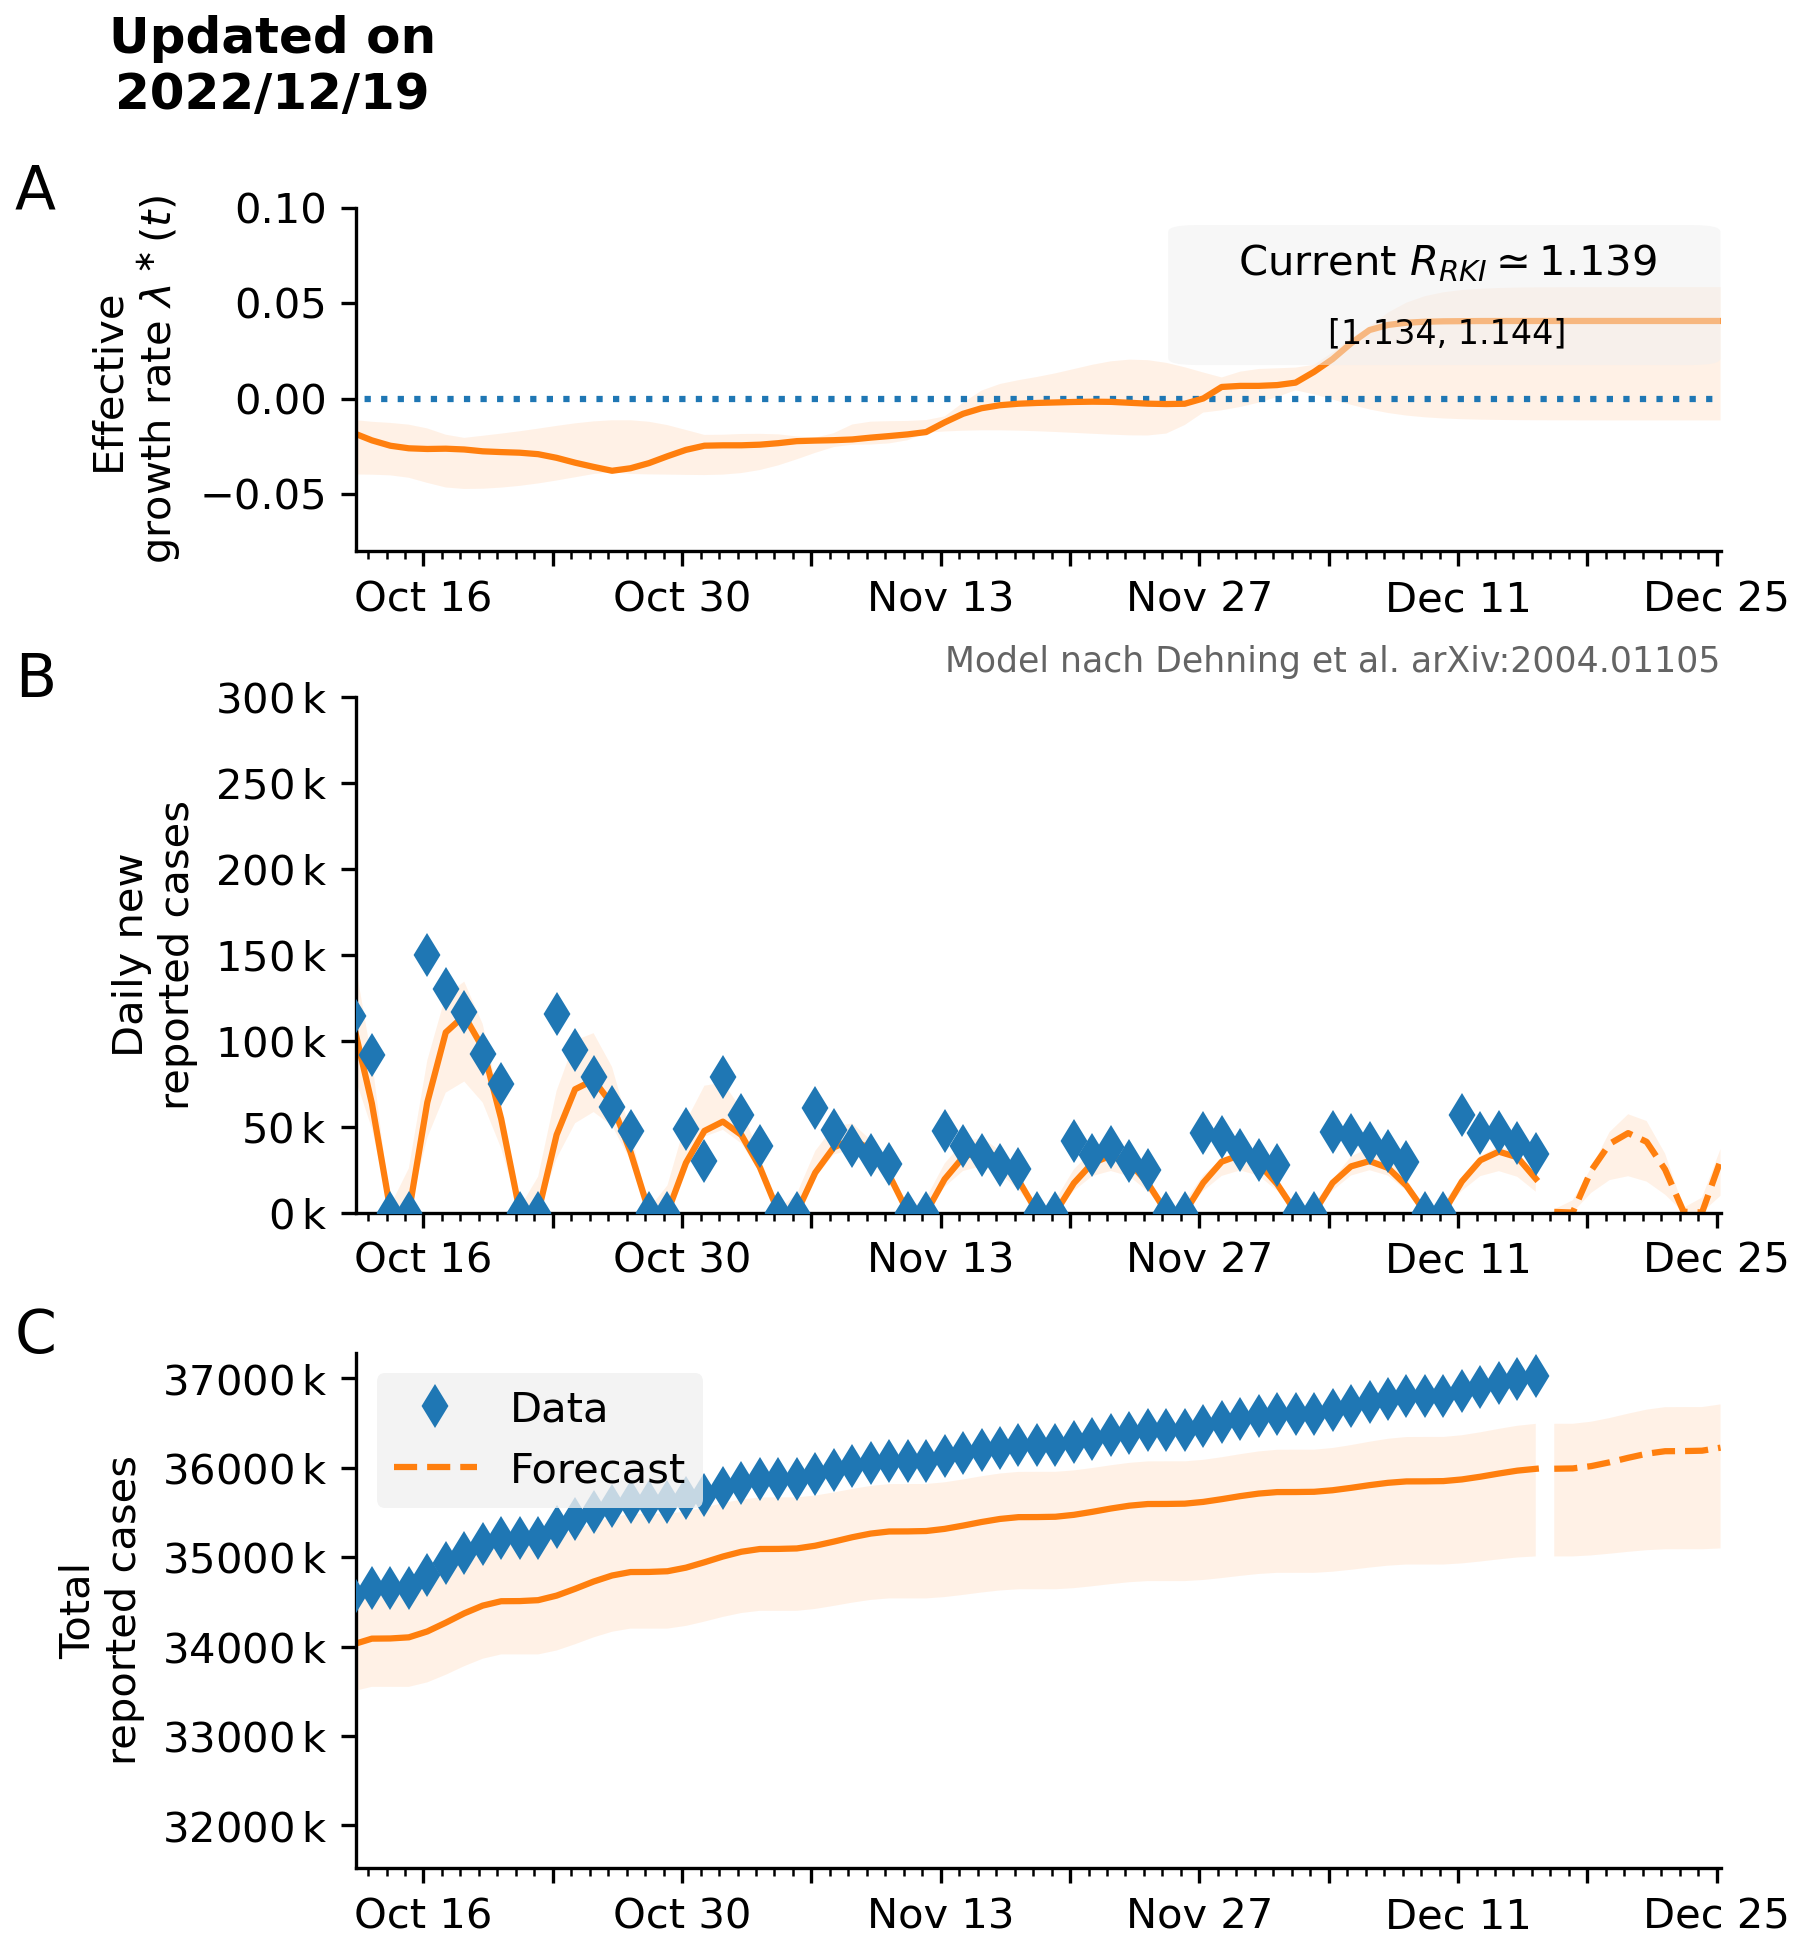 Updated on
2022/12/19
A
Effective
growth rate λ * (t)
0.10
0.05
0.00
−0.05
Current R_RKI ≃ 1.139
[1.134, 1.144]
Oct 16 Oct 30 Nov 13 Nov 27 Dec 11 Dec 25
Model nach Dehning et al. arXiv:2004.01105
B
Daily new
reported cases
300 k
250 k
200 k
150 k
100 k
50 k
0 k
Oct 16 Oct 30 Nov 13 Nov 27 Dec 11 Dec 25
C
Total
reported cases
37000 k
36000 k
35000 k
34000 k
33000 k
32000 k
Data
Forecast
Oct 16 Oct 30 Nov 13 Nov 27 Dec 11 Dec 25